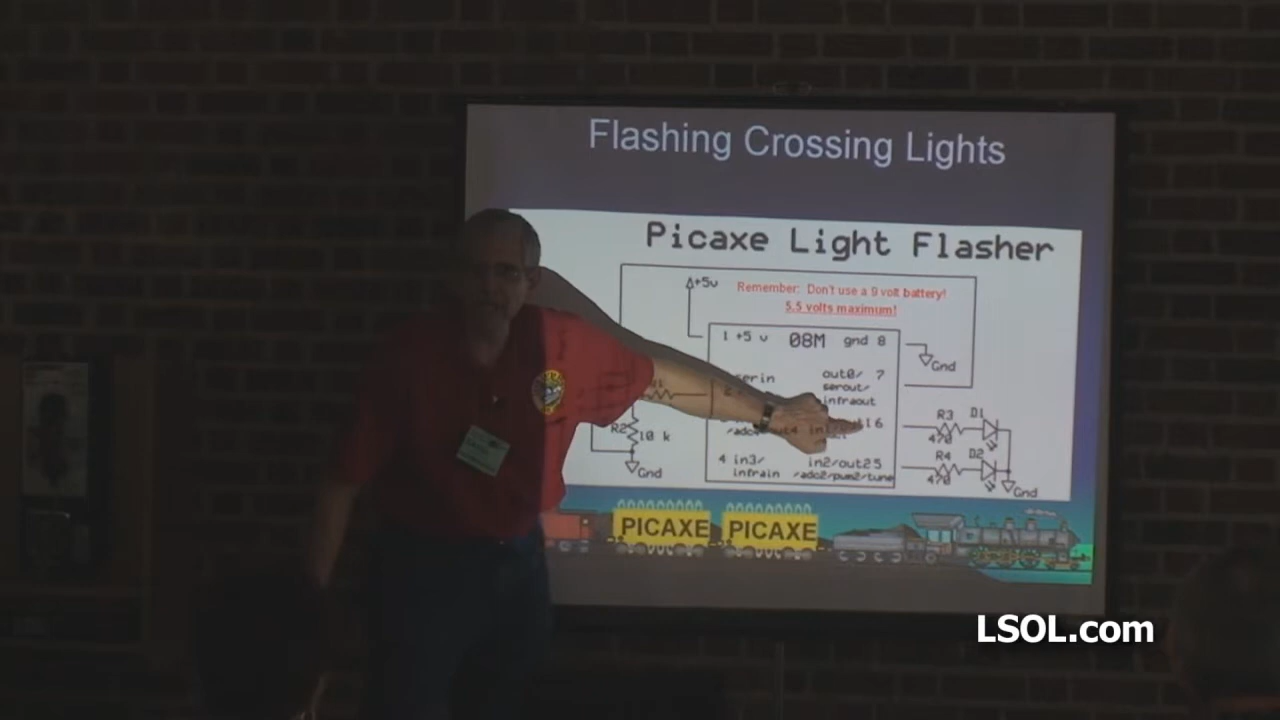 Flashing Crossing Lights
Picaxe Light Flasher
+5v
Remember: Don't use a 9 volt battery!
5.5 volts maximum!
1 +5 v 08M gnd 8
Gnd
out0/ 7
serout/
infraout
R3 D1
470
R2
10 k
R4 D2
470
4 in3/ in2/out2 5
infrain /adc2/pwm2/tune
Gnd
Gnd
PICAXE PICAXE
LSOL.com